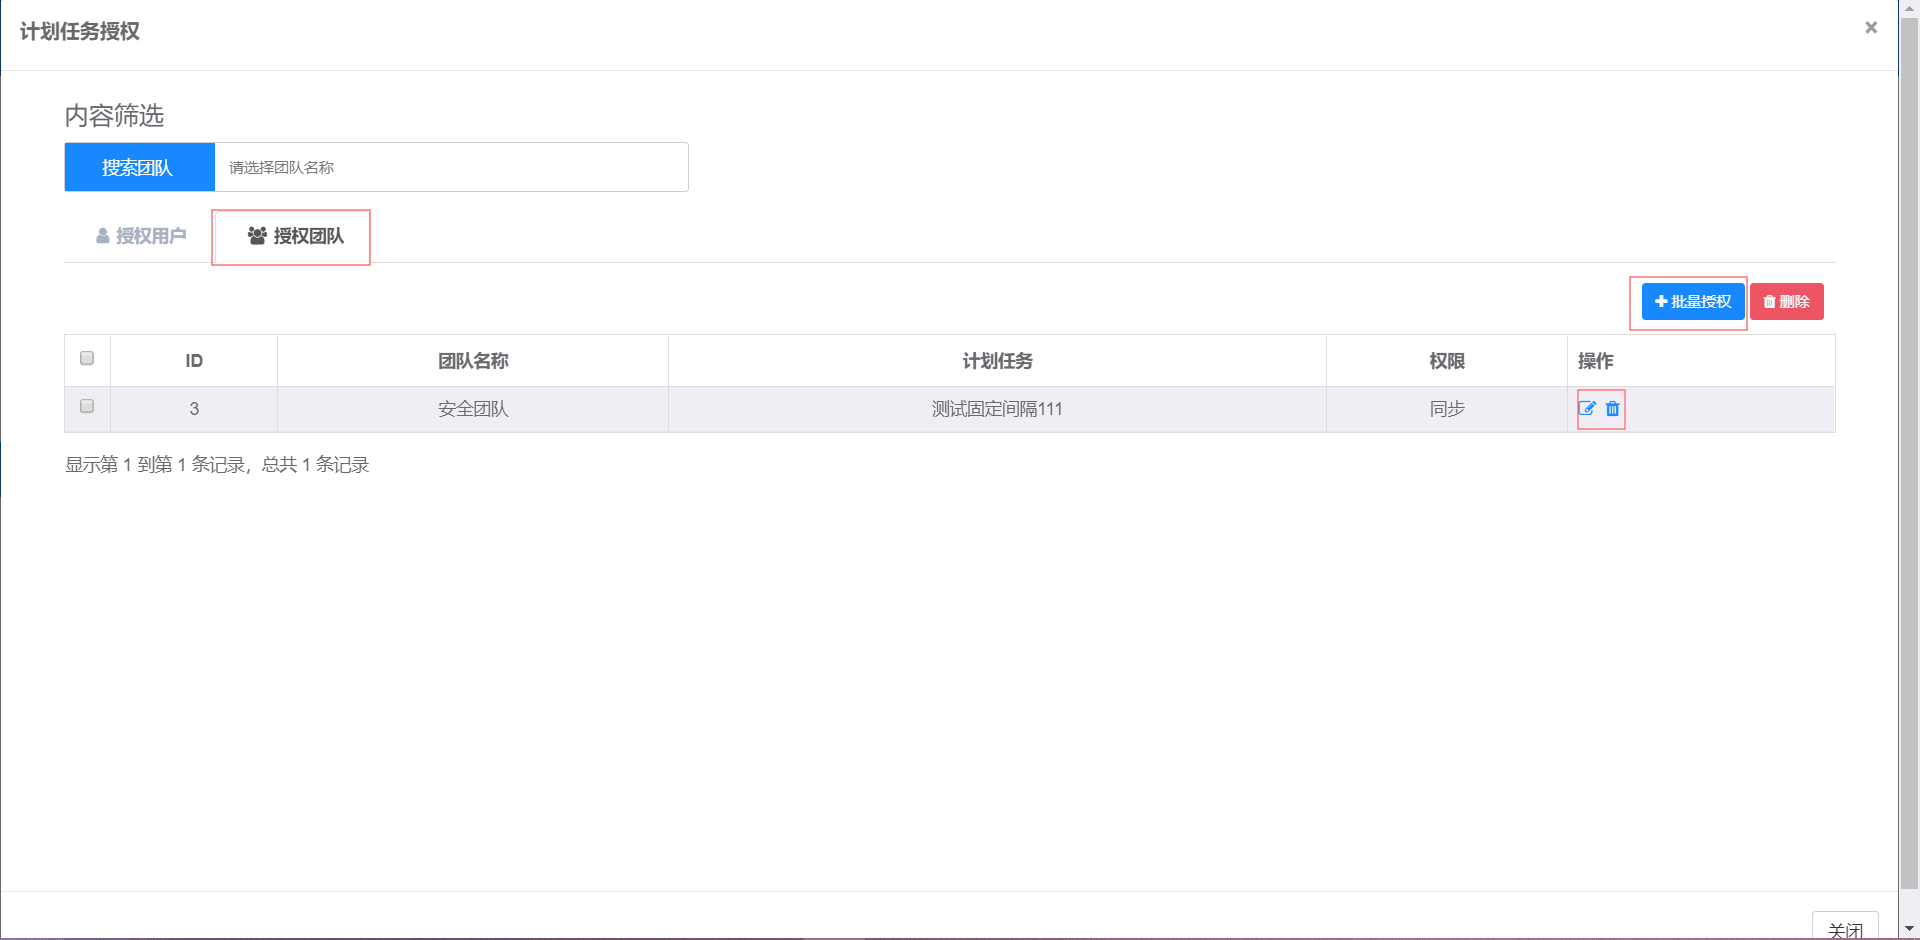 计划任务授权
×
内容筛选
搜索团队 请选择团队名称
授权用户 授权团队
批量授权 删除
ID 团队名称 计划任务 权限 操作
3 安全团队 测试固定间隔111 同步
显示第 1 到第 1 条记录，总共 1 条记录
关闭